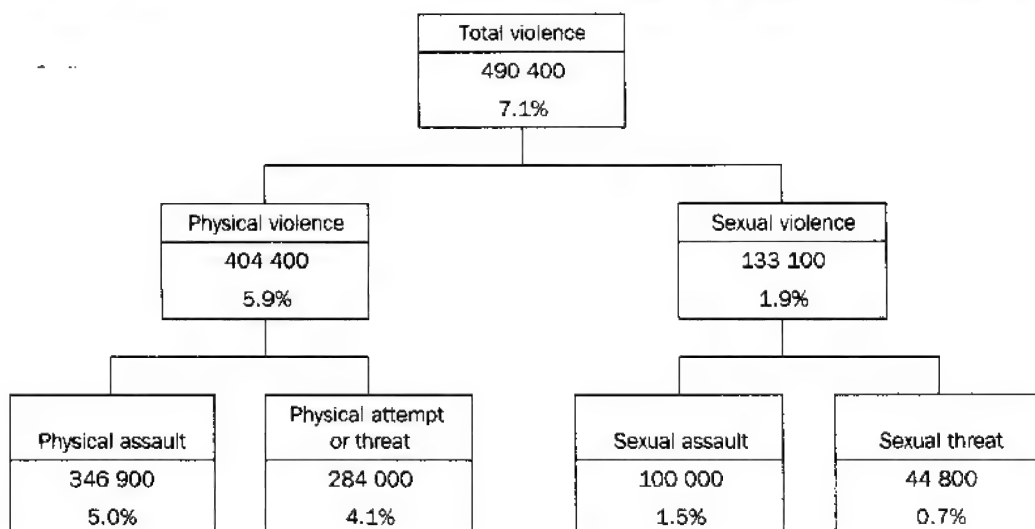 Total violence
490 400
7.1%
Physical violence
404 400
5.9%
Sexual violence
133 100
1.9%
Physical assault
346 900
5.0%
Physical attempt
or threat
284 000
4.1%
Sexual assault
100 000
1.5%
Sexual threat
44 800
0.7%